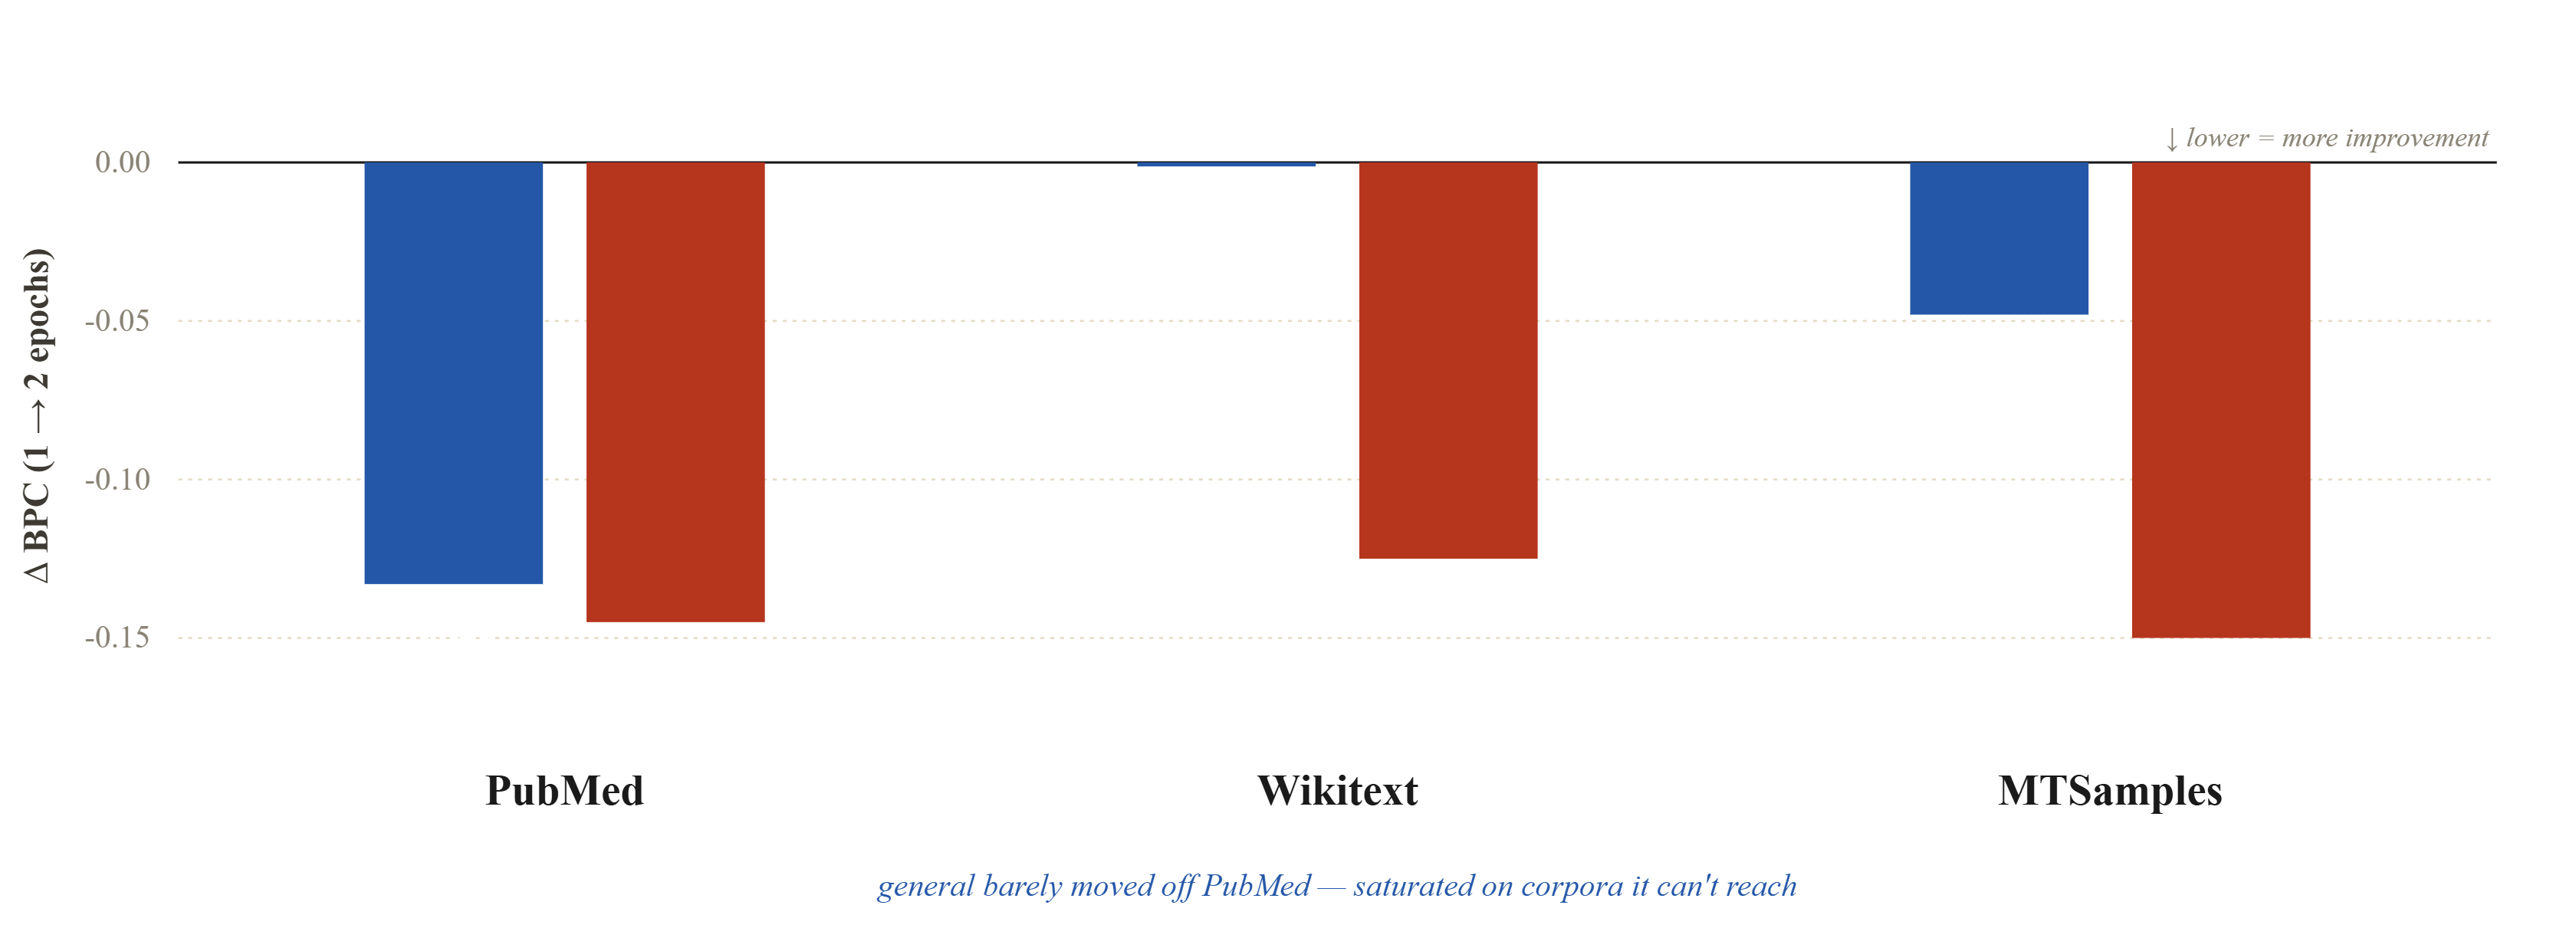 ↓ lower = more improvement
0.00
-0.05
-0.10
-0.15
Δ BPC (1 → 2 epochs)
PubMed
Wikitext
MTSamples
general barely moved off PubMed — saturated on corpora it can't reach